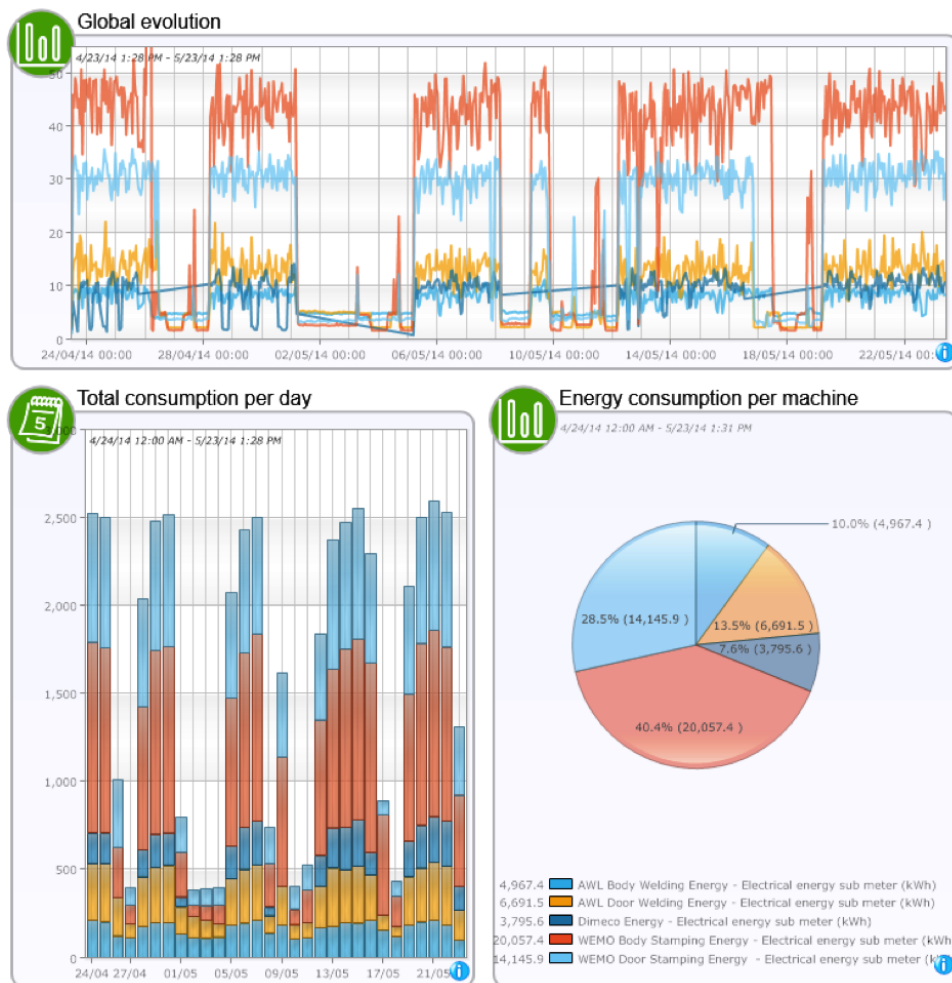 Global evolution
4/23/14 1:28 PM - 5/23/14 1:28 PM
50
40
30
20
10
0
24/04/14 00:00 28/04/14 00:00 02/05/14 00:00 06/05/14 00:00 10/05/14 00:00 14/05/14 00:00 18/05/14 00:00 22/05/14 00:0
i
Total consumption per day
5
4/24/14 12:00 AM - 5/23/14 1:28 PM
3,000
2,500
2,000
1,500
1,000
500
0
24/04 27/04 01/05 05/05 09/05 13/05 17/05 21/05
i
Energy consumption per machine
4/24/14 12:00 AM - 5/23/14 1:31 PM
10.0% (4,967.4 )
28.5% (14,145.9 )
13.5% (6,691.5 )
7.6% (3,795.6 )
40.4% (20,057.4 )
4,967.4 AWL Body Welding Energy - Electrical energy sub meter (kWh)
6,691.5 AWL Door Welding Energy - Electrical energy sub meter (kWh)
3,795.6 Dimeco Energy - Electrical energy sub meter (kWh)
20,057.4 WEMO Body Stamping Energy - Electrical energy sub meter (kWh
14,145.9 WEMO Door Stamping Energy - Electrical energy sub meter (kWh
i